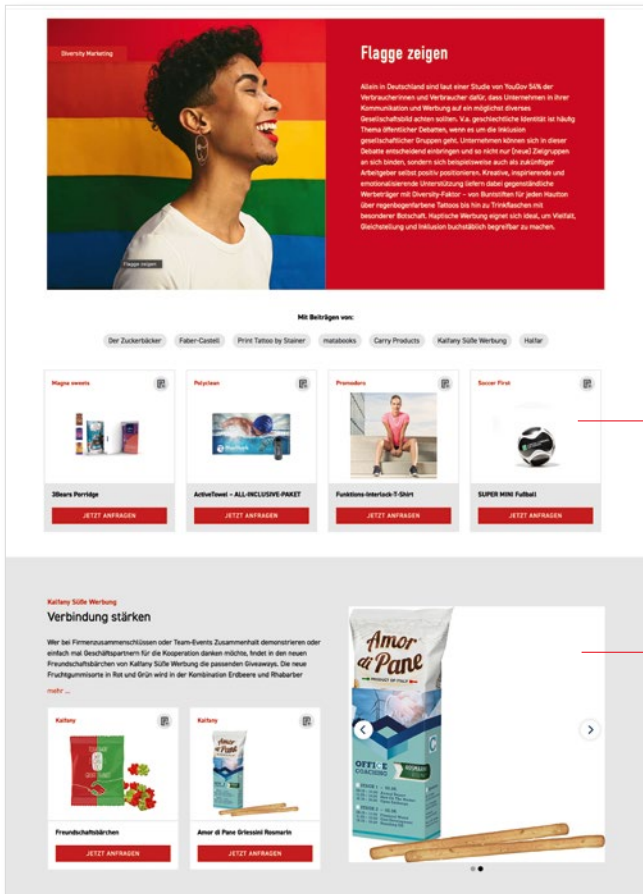 Diversity Marketing
Flagge zeigen
Allein in Deutschland sind laut einer Studie von YouGov 54% der
Verbraucherinnen und Verbraucher dafür, dass Unternehmen in ihrer
Kommunikation und Werbung auf ein möglichst diverses
Gesellschaftsbild achten sollten. V.a. geschlechtliche Identität ist häufig
Thema öffentlicher Debatten, wenn es um die Inklusion
gesellschaftlicher Gruppen geht, Unternehmen können sich in dieser
Debatte entscheidend einbringen und so nicht nur (neue) Zielgruppen
an sich binden, sondern sich beispielsweise auch als zukünftiger
Arbeitgeber selbst positiv positionieren. Kreative, inspirierende und
emotionalisierende Unterstützung liefern dabei gegenständliche
Werbeträger mit Diversity-Faktor – von Buntstiften für jeden Hautton
über regenbogenfarbene Tattoos bis hin zu Trinkflaschen mit
besonderer Botschaft. Haptische Werbung eignet sich ideal, um Vielfalt,
Gleichstellung und Inklusion buchstäblich begreifbar zu machen.
Flagge zeigen
Mit Beiträgen von:
Der Zuckerbäcker Faber-Castell Print Tattoo by Stainer matabooks Carry Products Kalfany Süße Werbung Halfar
Magna sweets
3Bears Porridge
JETZT ANFRAGEN
Polyclean
ActiveTowel – ALL-INCLUSIVE-PAKET
JETZT ANFRAGEN
Promodoro
Funktions-Interlock-T-Shirt
JETZT ANFRAGEN
Soccer First
SUPER MINI Fußball
JETZT ANFRAGEN
Kalfany Süße Werbung
Verbindung stärken
Wer bei Firmenzusammenschlüssen oder Team-Events Zusammenhalt demonstrieren oder
einfach mal Geschäftspartnern für die Kooperation danken möchte, findet in den neuen
Freundschaftsbärchen von Kalfany Süße Werbung die passenden Giveaways. Die neue
Fruchtgummisorte in Rot und Grün wird in der Kombination Erdbeere und Rhabarber
mehr ...
Kalfany
Freundschaftsbärchen
JETZT ANFRAGEN
Kalfany
Amor di Pane
Amor di Pane Griessini Rosmarin
JETZT ANFRAGEN
Amor
di Pane
PRODUCT OF ITALY
OFFICE
COACHING